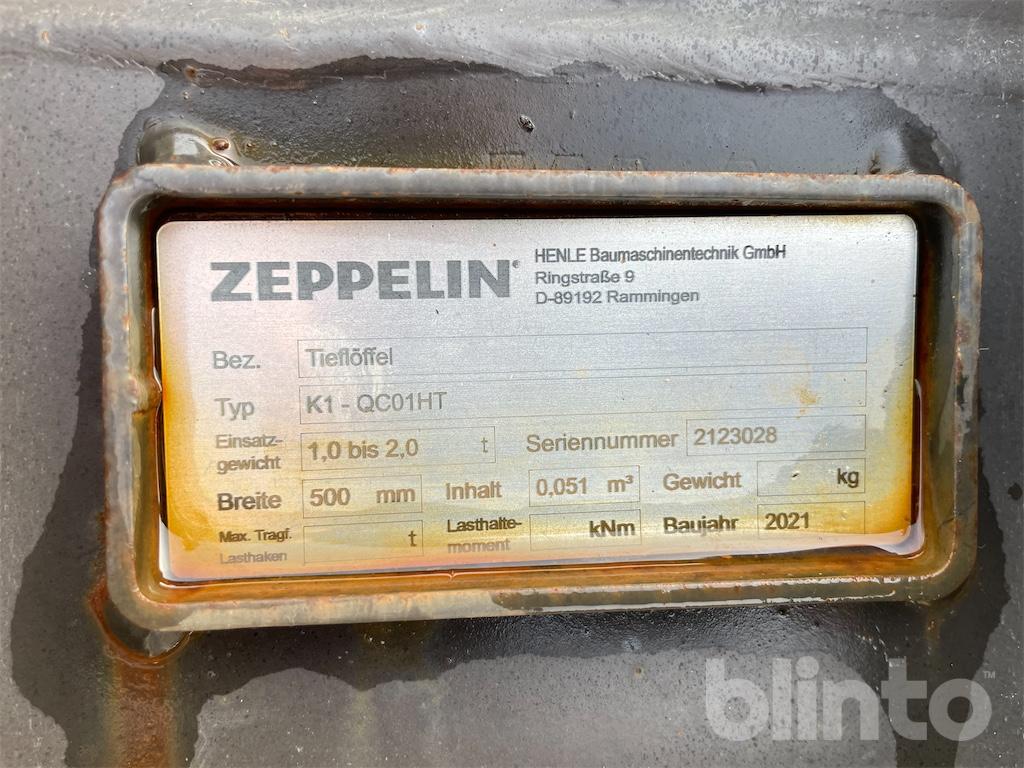 ZEPPELIN
HENLE Baumaschinentechnik GmbH
Ringstraße 9
D-89192 Rammingen
Bez. Tieflöffel
Typ K1 - QC01HT
Einsatz-
gewicht 1,0 bis 2,0 t Seriennummer 2123028
Breite 500 mm Inhalt 0,051 m³ Gewicht kg
Max. Tragf.
Lasthaken t Lasthalte-
moment kNm Baujahr 2021
blinto™